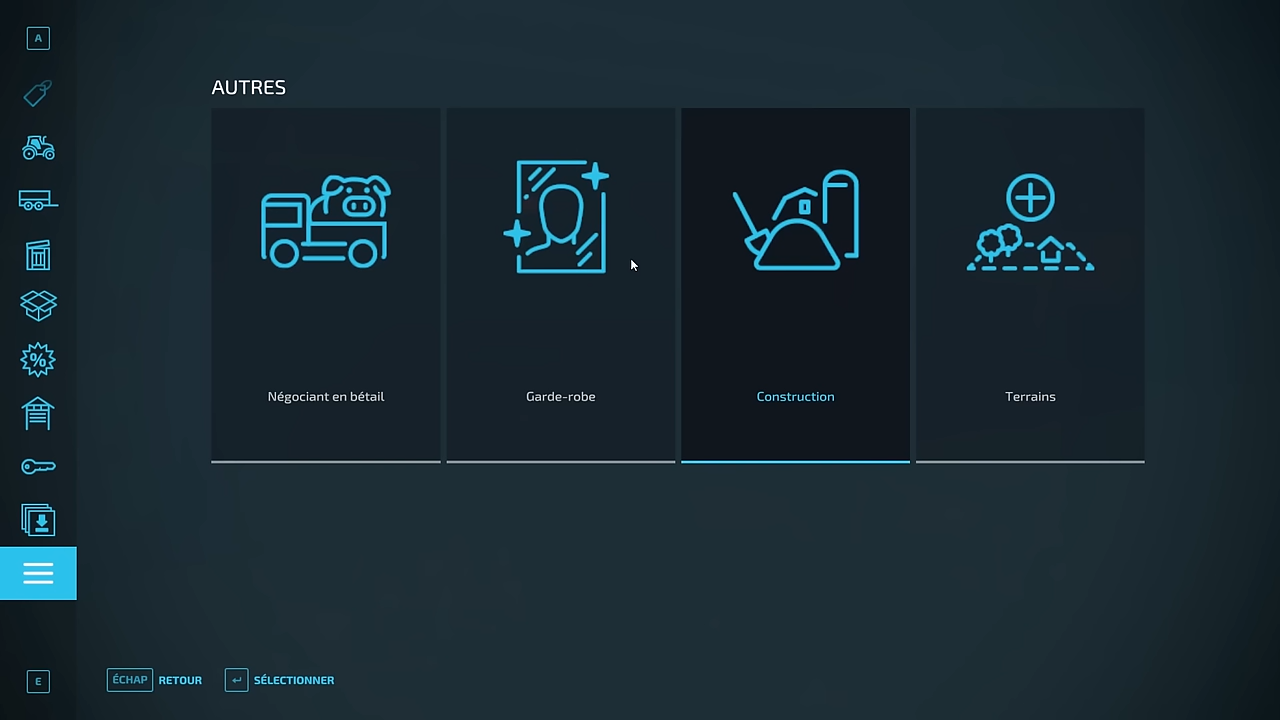 A
AUTRES
%
Négociant en bétail
Garde-robe
Construction
Terrains
E
ÉCHAP RETOUR
↵ SÉLECTIONNER